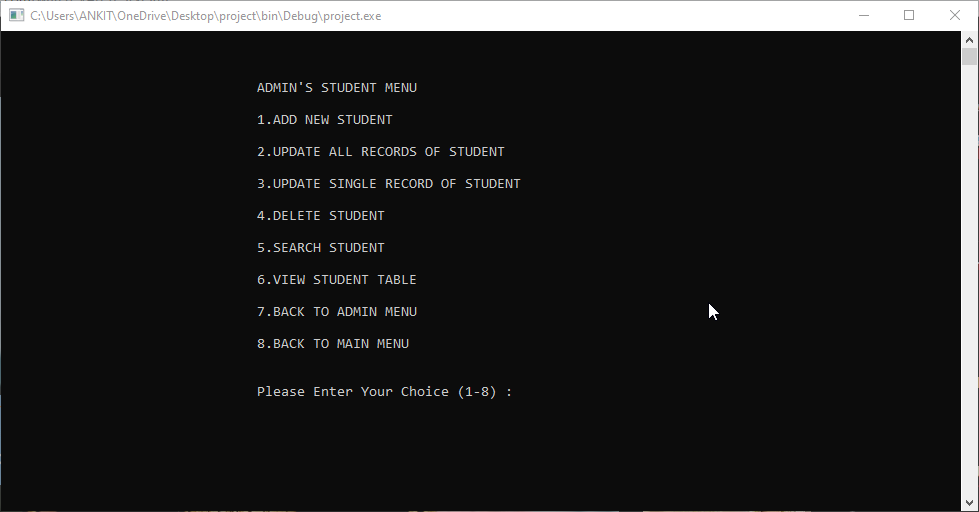 C:\Users\ANKIT\OneDrive\Desktop\project\bin\Debug\project.exe
ADMIN'S STUDENT MENU
1.ADD NEW STUDENT
2.UPDATE ALL RECORDS OF STUDENT
3.UPDATE SINGLE RECORD OF STUDENT
4.DELETE STUDENT
5.SEARCH STUDENT
6.VIEW STUDENT TABLE
7.BACK TO ADMIN MENU
8.BACK TO MAIN MENU
Please Enter Your Choice (1-8) :